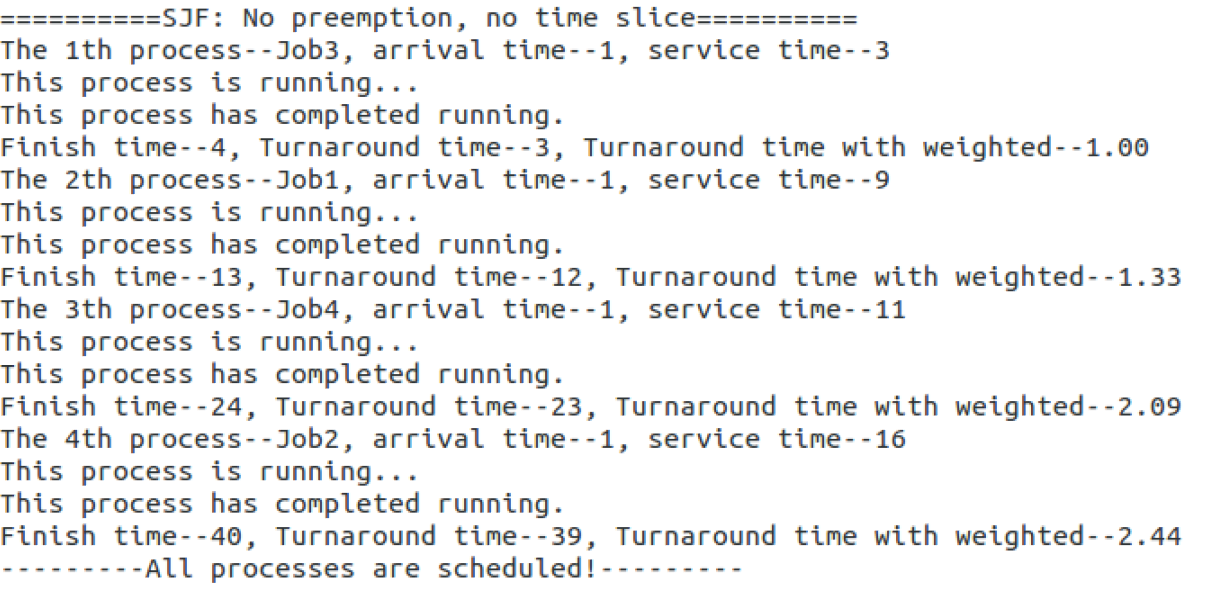 ==========SJF: No preemption, no time slice==========
The 1th process--Job3, arrival time--1, service time--3
This process is running...
This process has completed running.
Finish time--4, Turnaround time--3, Turnaround time with weighted--1.00
The 2th process--Job1, arrival time--1, service time--9
This process is running...
This process has completed running.
Finish time--13, Turnaround time--12, Turnaround time with weighted--1.33
The 3th process--Job4, arrival time--1, service time--11
This process is running...
This process has completed running.
Finish time--24, Turnaround time--23, Turnaround time with weighted--2.09
The 4th process--Job2, arrival time--1, service time--16
This process is running...
This process has completed running.
Finish time--40, Turnaround time--39, Turnaround time with weighted--2.44
---------All processes are scheduled!---------